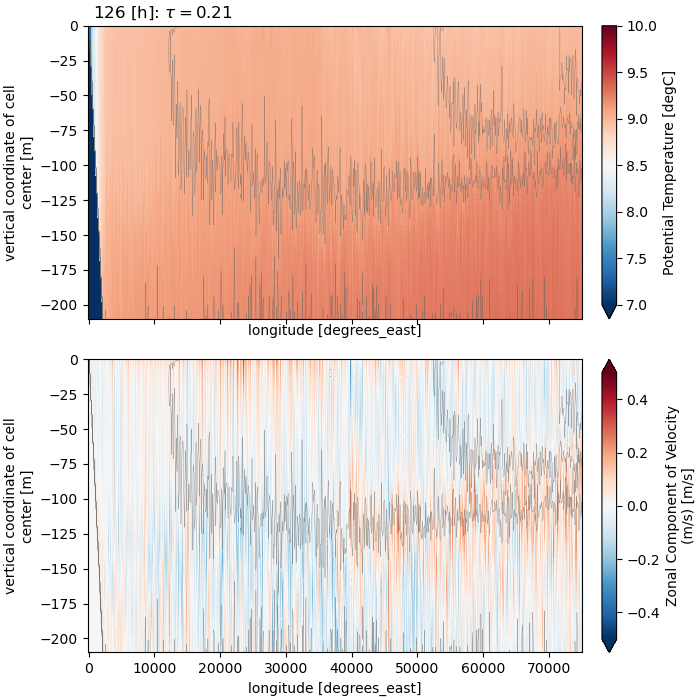 126 [h]: τ = 0.21
0
−25
−50
−75
−100
−125
−150
−175
−200
vertical coordinate of cell
center [m]
longitude [degrees_east]
10.0
9.5
9.0
8.5
8.0
7.5
7.0
Potential Temperature [degC]
0
−25
−50
−75
−100
−125
−150
−175
−200
vertical coordinate of cell
center [m]
0 10000 20000 30000 40000 50000 60000 70000
longitude [degrees_east]
0.4
0.2
0.0
−0.2
−0.4
Zonal Component of Velocity
(m/s) [m/s]